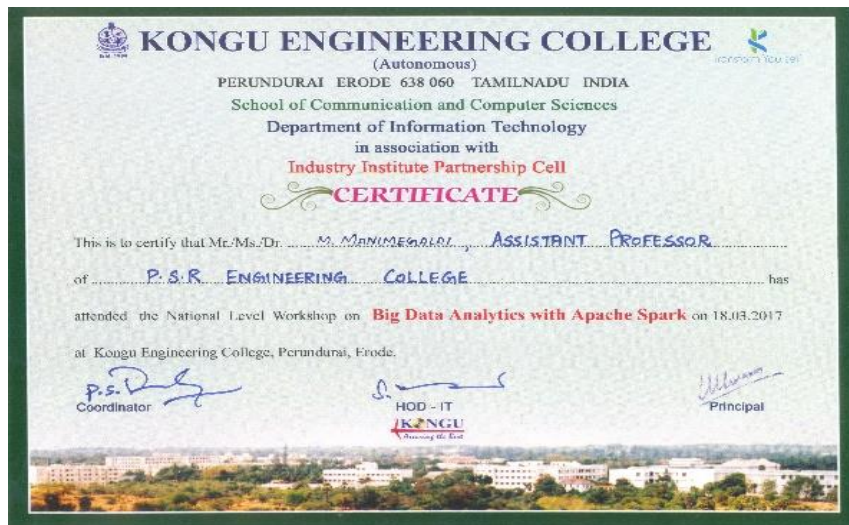 KONGU ENGINEERING COLLEGE
Transform Yourself
(Autonomous)
PERUNDURAI ERODE 638 060 TAMILNADU INDIA
School of Communication and Computer Sciences
Department of Information Technology
in association with
Industry Institute Partnership Cell
CERTIFICATE
This is to certify that Mr./Ms./Dr. M. MANIMEGALAI, ASSISTANT PROFESSOR
of P.S.R ENGINEERING COLLEGE has
attended the National Level Workshop on Big Data Analytics with Apache Spark on 18.03.2017
at Kongu Engineering College, Perundurai, Erode.
P.S.
Coordinator HOD - IT Principal
KONGU